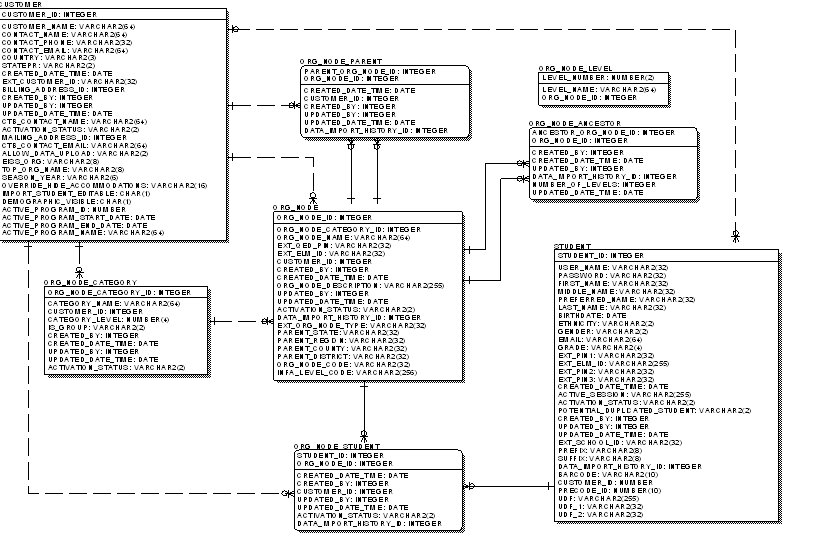 CUSTOMER
CUSTOMER_ID: INTEGER
CUSTOMER_NAME: VARCHAR2(64)
CONTACT_NAME: VARCHAR2(64)
CONTACT_PHONE: VARCHAR2(32)
CONTACT_EMAIL: VARCHAR2(64)
COUNTRY: VARCHAR2(3)
STATEPR: VARCHAR2(2)
CREATED_DATE_TIME: DATE
EXT_CUSTOMER_ID: VARCHAR2(32)
BILLING_ADDRESS_ID: INTEGER
CREATED_BY: INTEGER
UPDATED_BY: INTEGER
UPDATED_DATE_TIME: DATE
CTB_CONTACT_NAME: VARCHAR2(64)
ACTIVATION_STATUS: VARCHAR2(2)
MAILING_ADDRESS_ID: INTEGER
CTB_CONTACT_EMAIL: VARCHAR2(64)
ALLOW_DATA_UPLOAD: VARCHAR2(2)
EISS_ORG: VARCHAR2(8)
TOP_ORG_NAME: VARCHAR2(8)
SEASON_YEAR: VARCHAR2(6)
OVERRIDE_HIDE_ACCOMMODATIONS: VARCHAR2(16)
IMPORT_STUDENT_EDITABLE: CHAR(1)
DEMOGRAPHIC_VISIBLE: CHAR(1)
ACTIVE_PROGRAM_ID: NUMBER
ACTIVE_PROGRAM_START_DATE: DATE
ACTIVE_PROGRAM_END_DATE: DATE
ACTIVE_PROGRAM_NAME: VARCHAR2(64)
ORG_NODE_PARENT
PARENT_ORG_NODE_ID: INTEGER
ORG_NODE_ID: INTEGER
CREATED_DATE_TIME: DATE
CUSTOMER_ID: INTEGER
CREATED_BY: INTEGER
UPDATED_BY: INTEGER
UPDATED_DATE_TIME: DATE
DATA_IMPORT_HISTORY_ID: INTEGER
ORG_NODE_LEVEL
LEVEL_NUMBER: NUMBER(2)
LEVEL_NAME: VARCHAR2(64)
ORG_NODE_ID: INTEGER
ORG_NODE_ANCESTOR
ANCESTOR_ORG_NODE_ID: INTEGER
ORG_NODE_ID: INTEGER
CREATED_BY: INTEGER
CREATED_DATE_TIME: DATE
UPDATED_BY: INTEGER
DATA_IMPORT_HISTORY_ID: INTEGER
NUMBER_OF_LEVELS: INTEGER
UPDATED_DATE_TIME: DATE
ORG_NODE
ORG_NODE_ID: INTEGER
ORG_NODE_CATEGORY_ID: INTEGER
ORG_NODE_NAME: VARCHAR2(64)
EXT_QED_PIN: VARCHAR2(32)
EXT_ELM_ID: VARCHAR2(32)
CUSTOMER_ID: INTEGER
CREATED_BY: INTEGER
CREATED_DATE_TIME: DATE
ORG_NODE_DESCRIPTION: VARCHAR2(255)
UPDATED_BY: INTEGER
UPDATED_DATE_TIME: DATE
ACTIVATION_STATUS: VARCHAR2(2)
DATA_IMPORT_HISTORY_ID: INTEGER
EXT_ORG_NODE_TYPE: VARCHAR2(32)
PARENT_STATE: VARCHAR2(32)
PARENT_REGION: VARCHAR2(32)
PARENT_COUNTY: VARCHAR2(32)
PARENT_DISTRICT: VARCHAR2(32)
ORG_NODE_CODE: VARCHAR2(32)
INFA_LEVEL_CODE: VARCHAR2(256)
ORG_NODE_CATEGORY
ORG_NODE_CATEGORY_ID: INTEGER
CATEGORY_NAME: VARCHAR2(64)
CUSTOMER_ID: INTEGER
CATEGORY_LEVEL: NUMBER(4)
IS_GROUP: VARCHAR2(2)
CREATED_BY: INTEGER
CREATED_DATE_TIME: DATE
UPDATED_BY: INTEGER
UPDATED_DATE_TIME: DATE
ACTIVATION_STATUS: VARCHAR2(2)
STUDENT
STUDENT_ID: INTEGER
USER_NAME: VARCHAR2(32)
PASSWORD: VARCHAR2(32)
FIRST_NAME: VARCHAR2(32)
MIDDLE_NAME: VARCHAR2(32)
PREFERRED_NAME: VARCHAR2(32)
LAST_NAME: VARCHAR2(32)
BIRTHDATE: DATE
ETHNICITY: VARCHAR2(2)
GENDER: VARCHAR2(2)
EMAIL: VARCHAR2(64)
GRADE: VARCHAR2(4)
EXT_PIN1: VARCHAR2(32)
EXT_ELM_ID: VARCHAR2(255)
EXT_PIN2: VARCHAR2(32)
EXT_PIN3: VARCHAR2(32)
CREATED_DATE_TIME: DATE
ACTIVE_SESSION: VARCHAR2(255)
ACTIVATION_STATUS: VARCHAR2(2)
POTENTIAL_DUPLICATED_STUDENT: VARCHAR2(2)
CREATED_BY: INTEGER
UPDATED_BY: INTEGER
UPDATED_DATE_TIME: DATE
EXT_SCHOOL_ID: VARCHAR2(32)
PREFIX: VARCHAR2(8)
SUFFIX: VARCHAR2(8)
DATA_IMPORT_HISTORY_ID: INTEGER
BARCODE: VARCHAR2(10)
CUSTOMER_ID: NUMBER
PRECODE_ID: NUMBER(10)
UDF: VARCHAR2(255)
UDF_1: VARCHAR2(32)
UDF_2: VARCHAR2(32)
ORG_NODE_STUDENT
STUDENT_ID: INTEGER
ORG_NODE_ID: INTEGER
CREATED_DATE_TIME: DATE
CREATED_BY: INTEGER
CUSTOMER_ID: INTEGER
UPDATED_BY: INTEGER
UPDATED_DATE_TIME: DATE
ACTIVATION_STATUS: VARCHAR2(2)
DATA_IMPORT_HISTORY_ID: INTEGER